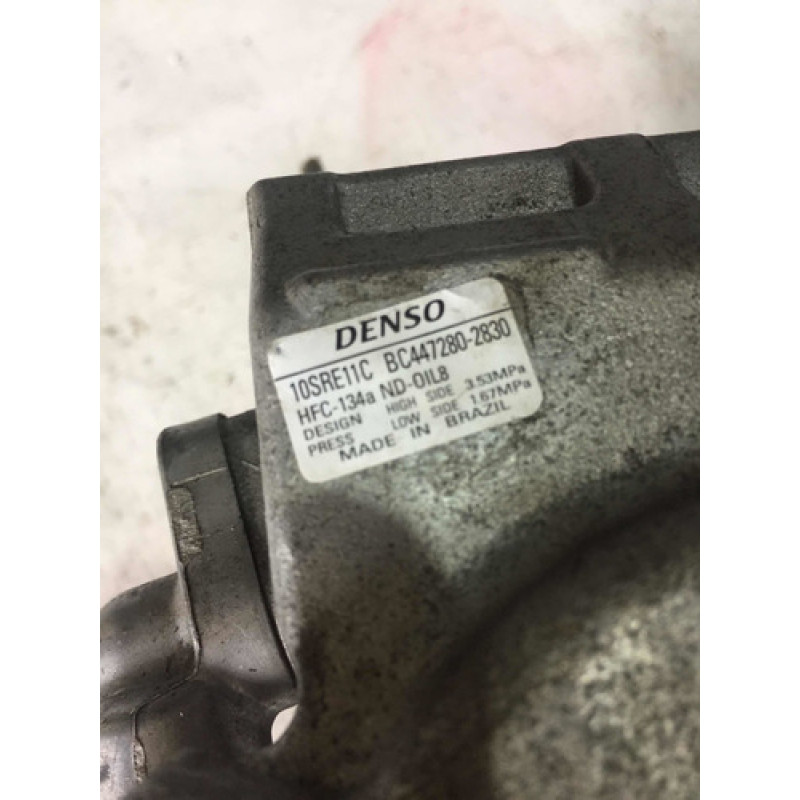 DENSO
10SRE11C BC447280-2830
HFC-134a ND-OIL8
DESIGN HIGH SIDE 3.53MPa
PRESS LOW SIDE 1.67MPa
MADE IN BRAZIL